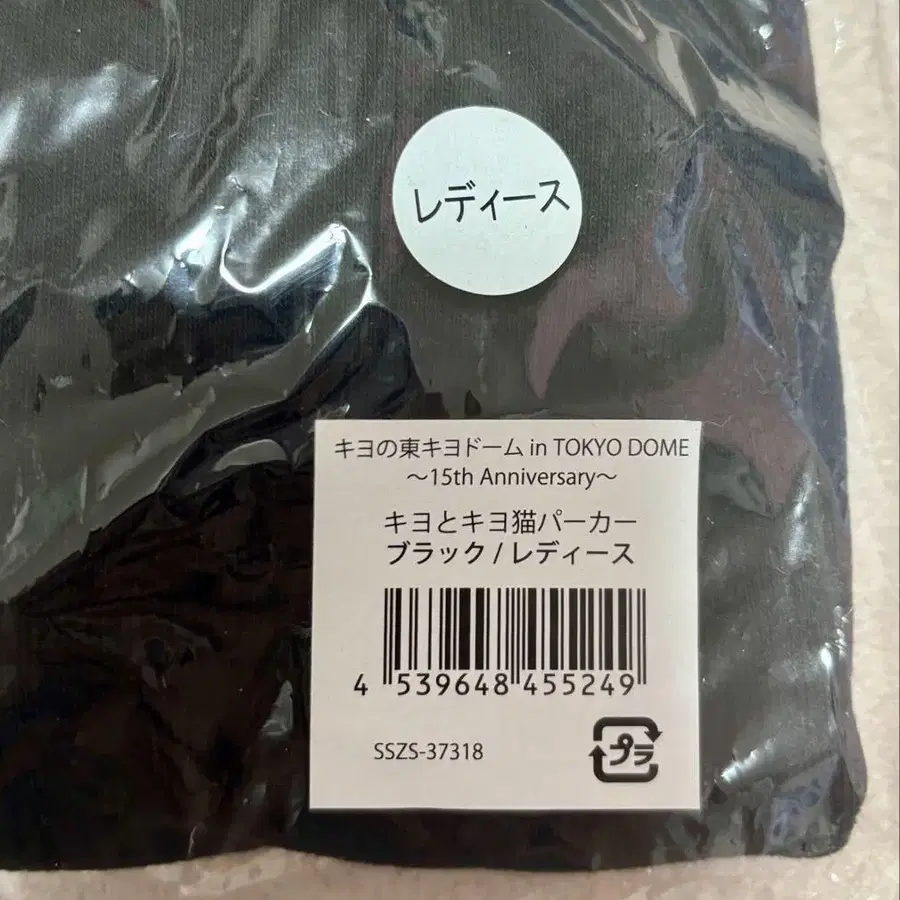 レディース
キヨの東キヨドーム in TOKYO DOME
～15th Anniversary～
キヨとキヨ猫パーカー
ブラック / レディース
4 539648 455249
SSZS-37318
プラ